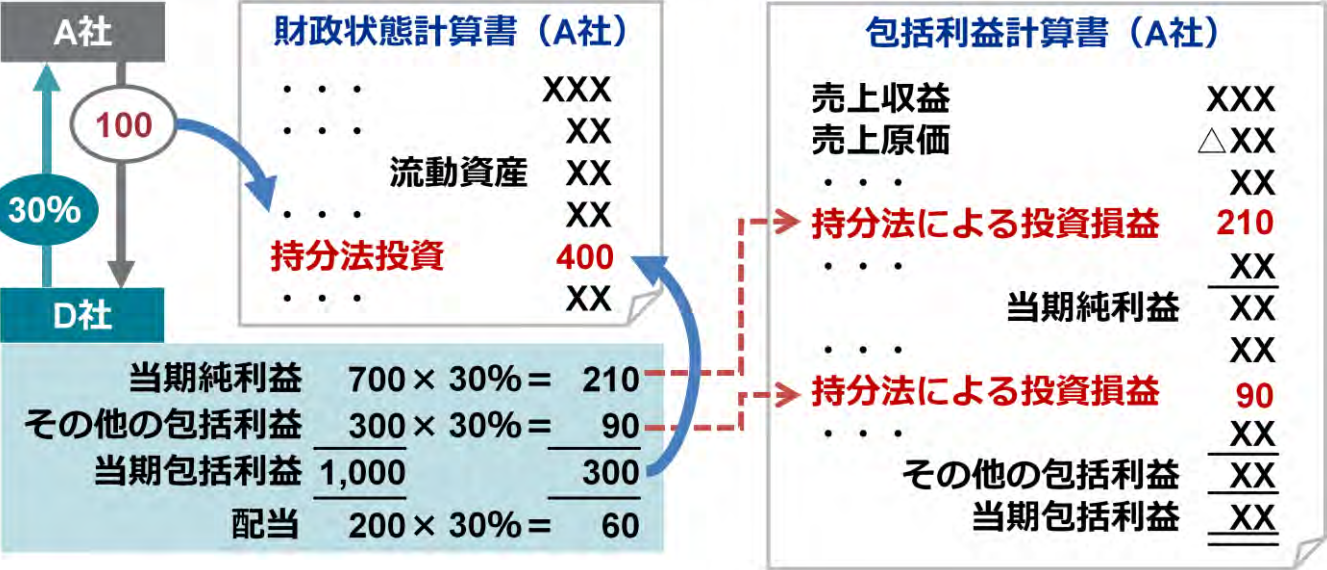 A社
100
30%
D社
財政状態計算書（A社）
・・・ XXX
・・・ XX
流動資産 XX
・・・ XX
持分法投資 400
・・・ XX
当期純利益 700 × 30%＝ 210
その他の包括利益 300 × 30%＝ 90
当期包括利益 1,000 300
配当 200 × 30%＝ 60
包括利益計算書（A社）
売上収益 XXX
売上原価 △XX
・・・ XX
持分法による投資損益 210
・・・ XX
当期純利益 XX
・・・ XX
持分法による投資損益 90
・・・ XX
その他の包括利益 XX
当期包括利益 XX